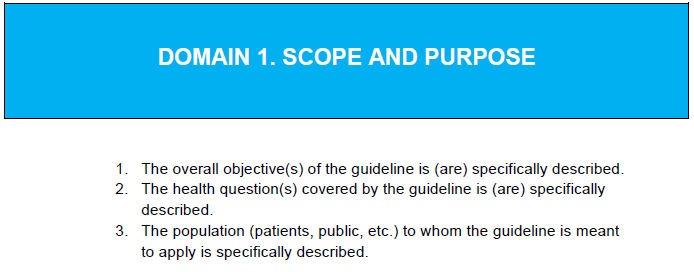 DOMAIN 1. SCOPE AND PURPOSE
1. The overall objective(s) of the guideline is (are) specifically described.
2. The health question(s) covered by the guideline is (are) specifically
described.
3. The population (patients, public, etc.) to whom the guideline is meant
to apply is specifically described.